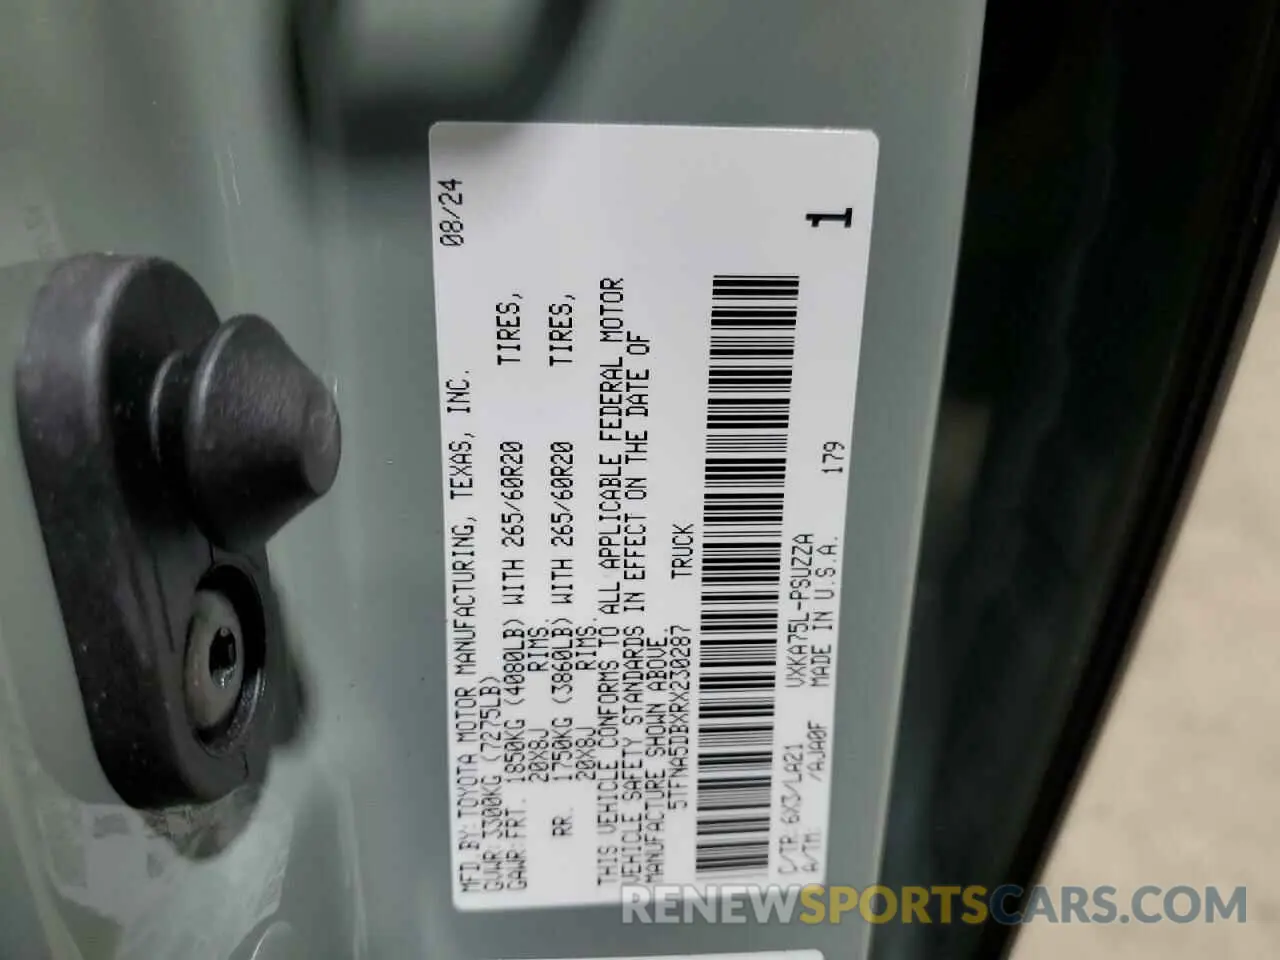 MFD BY: TOYOTA MOTOR MANUFACTURING, TEXAS, INC. 08/24
GVWR: 3300KG (7275LB)
GAWR: FRT. 1850KG (4080LB) WITH 265/60R20 TIRES,
20X8J RIMS,
RR. 1750KG (3860LB) WITH 265/60R20 TIRES,
20X8J RIMS.
THIS VEHICLE CONFORMS TO ALL APPLICABLE FEDERAL MOTOR
VEHICLE SAFETY STANDARDS IN EFFECT ON THE DATE OF
MANUFACTURE SHOWN ABOVE
5TFNA5DBXRX230287 TRUCK
C/TR: 6X3/LA21 VXKA75L-PSUZZA
A/TM /AJA0F MADE IN U.S.A. 179
1
RENEWSPORTSCARS.COM